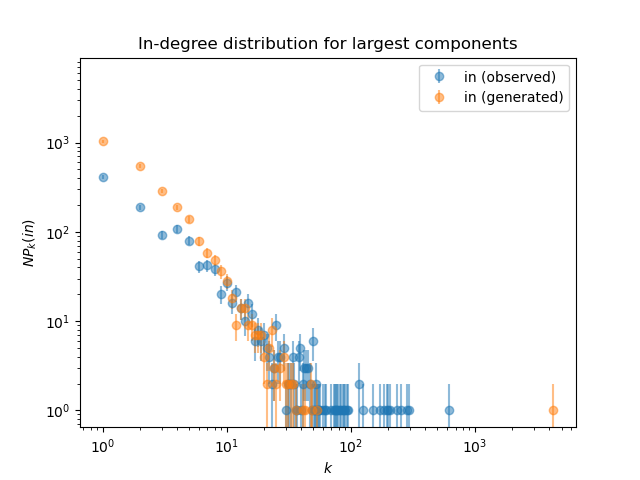 In-degree distribution for largest components
in (observed)
in (generated)
10³
10²
10¹
10⁰
NPₖ(in)
10⁰ 10¹ 10² 10³
k